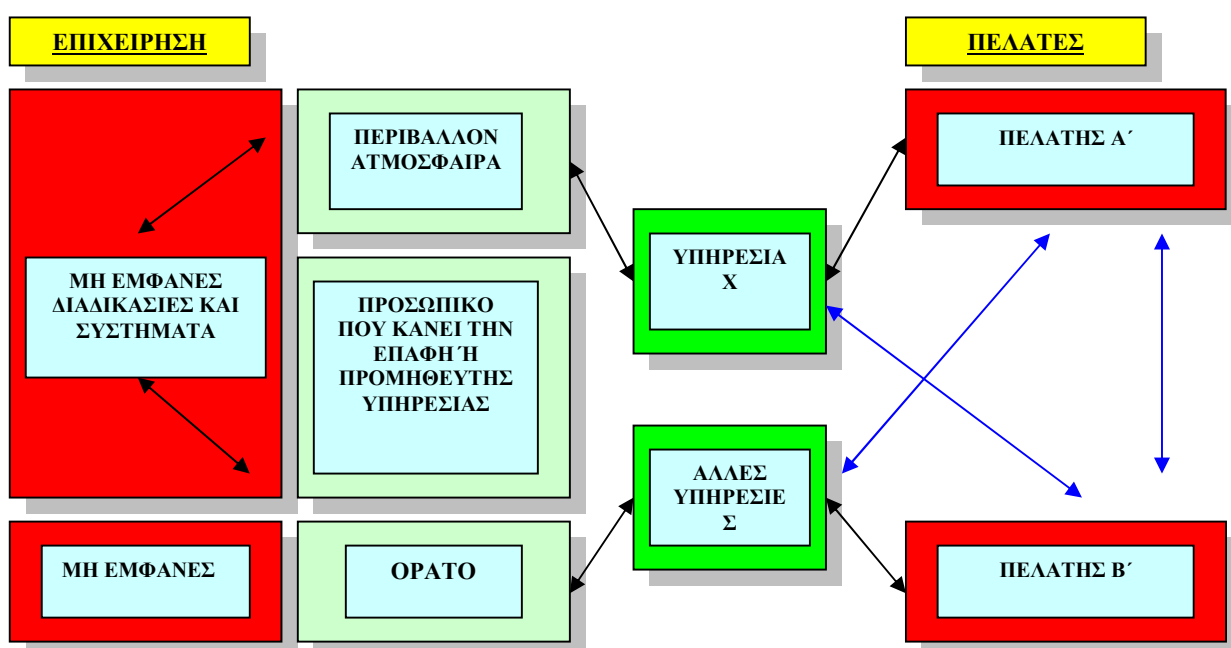 ΕΠΙΧΕΙΡΗΣΗ
ΠΕΛΑΤΕΣ
ΠΕΡΙΒΑΛΛΟΝ
ΑΤΜΟΣΦΑΙΡΑ
ΠΕΛΑΤΗΣ Α΄
ΜΗ ΕΜΦΑΝΕΣ
ΔΙΑΔΙΚΑΣΙΕΣ ΚΑΙ
ΣΥΣΤΗΜΑΤΑ
ΠΡΟΣΩΠΙΚΟ
ΠΟΥ ΚΑΝΕΙ ΤΗΝ
ΕΠΑΦΗ Ή
ΠΡΟΜΗΘΕΥΤΗΣ
ΥΠΗΡΕΣΙΑΣ
ΥΠΗΡΕΣΙΑ
Χ
ΑΛΛΕΣ
ΥΠΗΡΕΣΙΕ
Σ
ΜΗ ΕΜΦΑΝΕΣ
ΟΡΑΤΟ
ΠΕΛΑΤΗΣ Β΄